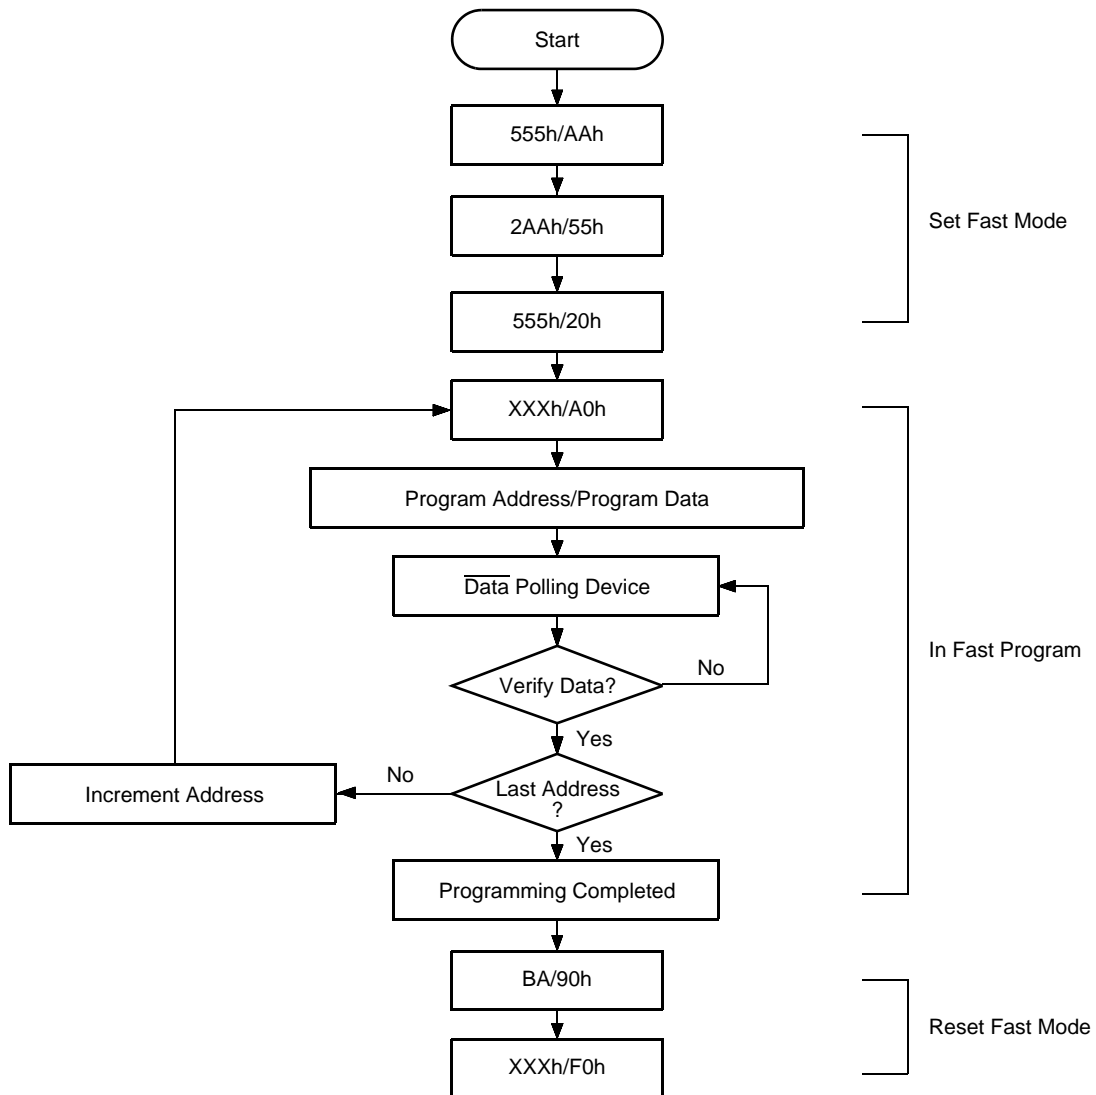 Start
555h/AAh
2AAh/55h
Set Fast Mode
555h/20h
XXXh/A0h
Program Address/Program Data
Data Polling Device
In Fast Program
Verify Data?
No
Yes
Increment Address
No
Last Address
?
Yes
Programming Completed
BA/90h
Reset Fast Mode
XXXh/F0h